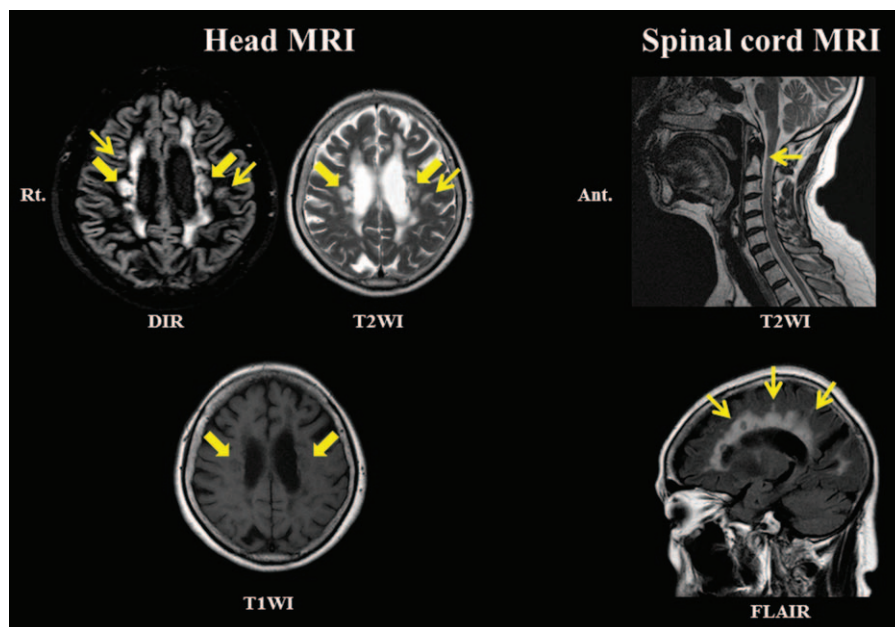 Head MRI
Spinal cord MRI
Rt.
Ant.
DIR
T2WI
T2WI
T1WI
FLAIR